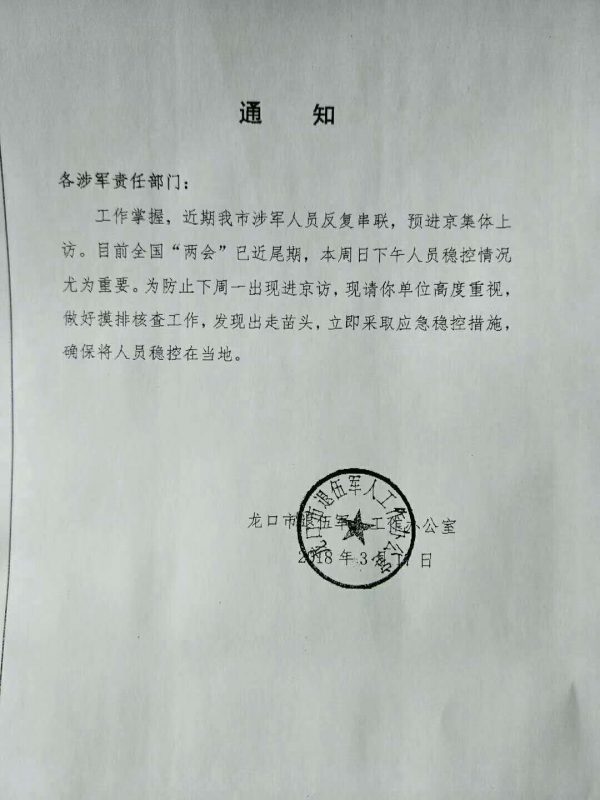 通 知
各涉军责任部门：
工作掌握，近期我市涉军人员反复串联，预进京集体上
访。目前全国“两会”已近尾期，本周日下午人员稳控情况
尤为重要。为防止下周一出现进京访，现请你单位高度重视，
做好摸排核查工作，发现出走苗头，立即采取应急稳控措施，
确保将人员稳控在当地。
龙口市退伍军人工作办公室
龙口市退伍军人工作办公室
2018年3月17日